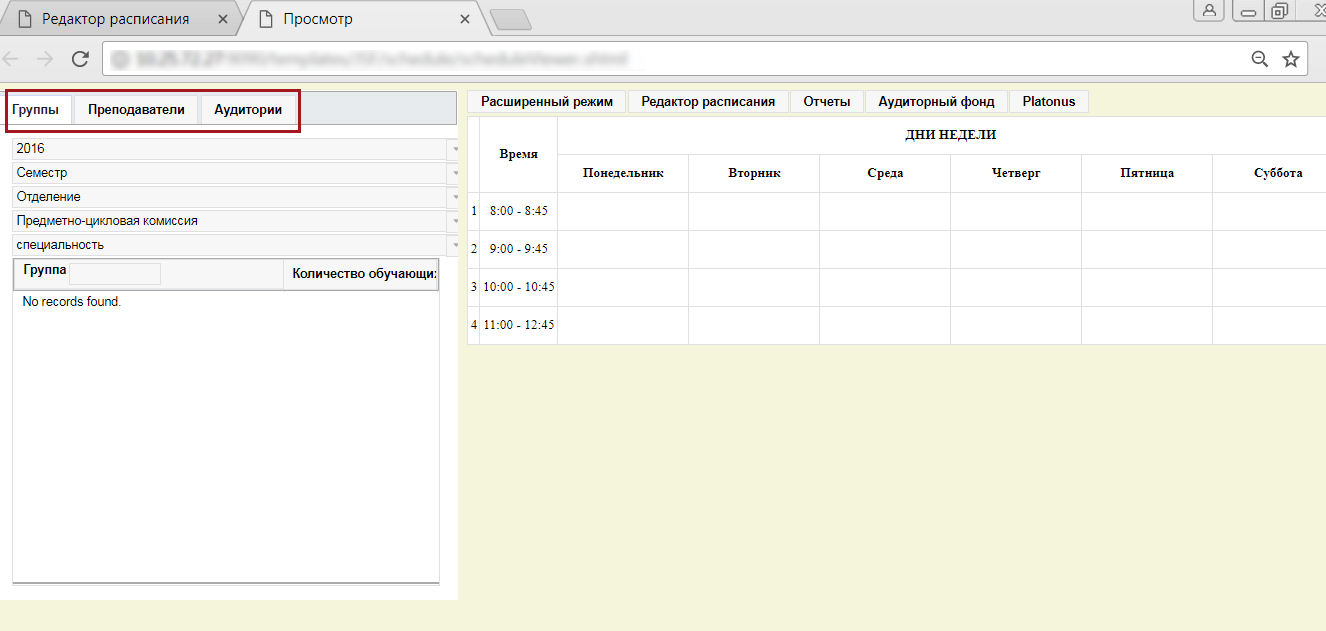 Редактор расписания
Просмотр
Группы Преподаватели Аудитории
2016
Семестр
Отделение
Предметно-цикловая комиссия
специальность
Группа Количество обучающи
No records found.
Расширенный режим Редактор расписания Отчеты Аудиторный фонд Platonus
Время ДНИ НЕДЕЛИ
Понедельник Вторник Среда Четверг Пятница Суббота
1 8:00 - 8:45
2 9:00 - 9:45
3 10:00 - 10:45
4 11:00 - 12:45